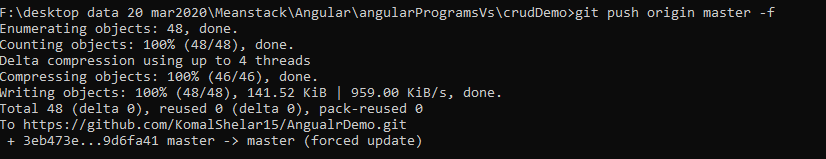 F:\desktop data 20 mar2020\Meanstack\Angular\angularProgramsVs\crudDemo>git push origin master -f
Enumerating objects: 48, done.
Counting objects: 100% (48/48), done.
Delta compression using up to 4 threads
Compressing objects: 100% (46/46), done.
Writing objects: 100% (48/48), 141.52 KiB | 959.00 KiB/s, done.
Total 48 (delta 0), reused 0 (delta 0), pack-reused 0
To https://github.com/KomalShelar15/AngualrDemo.git
 + 3eb473e...9d6fa41 master -> master (forced update)